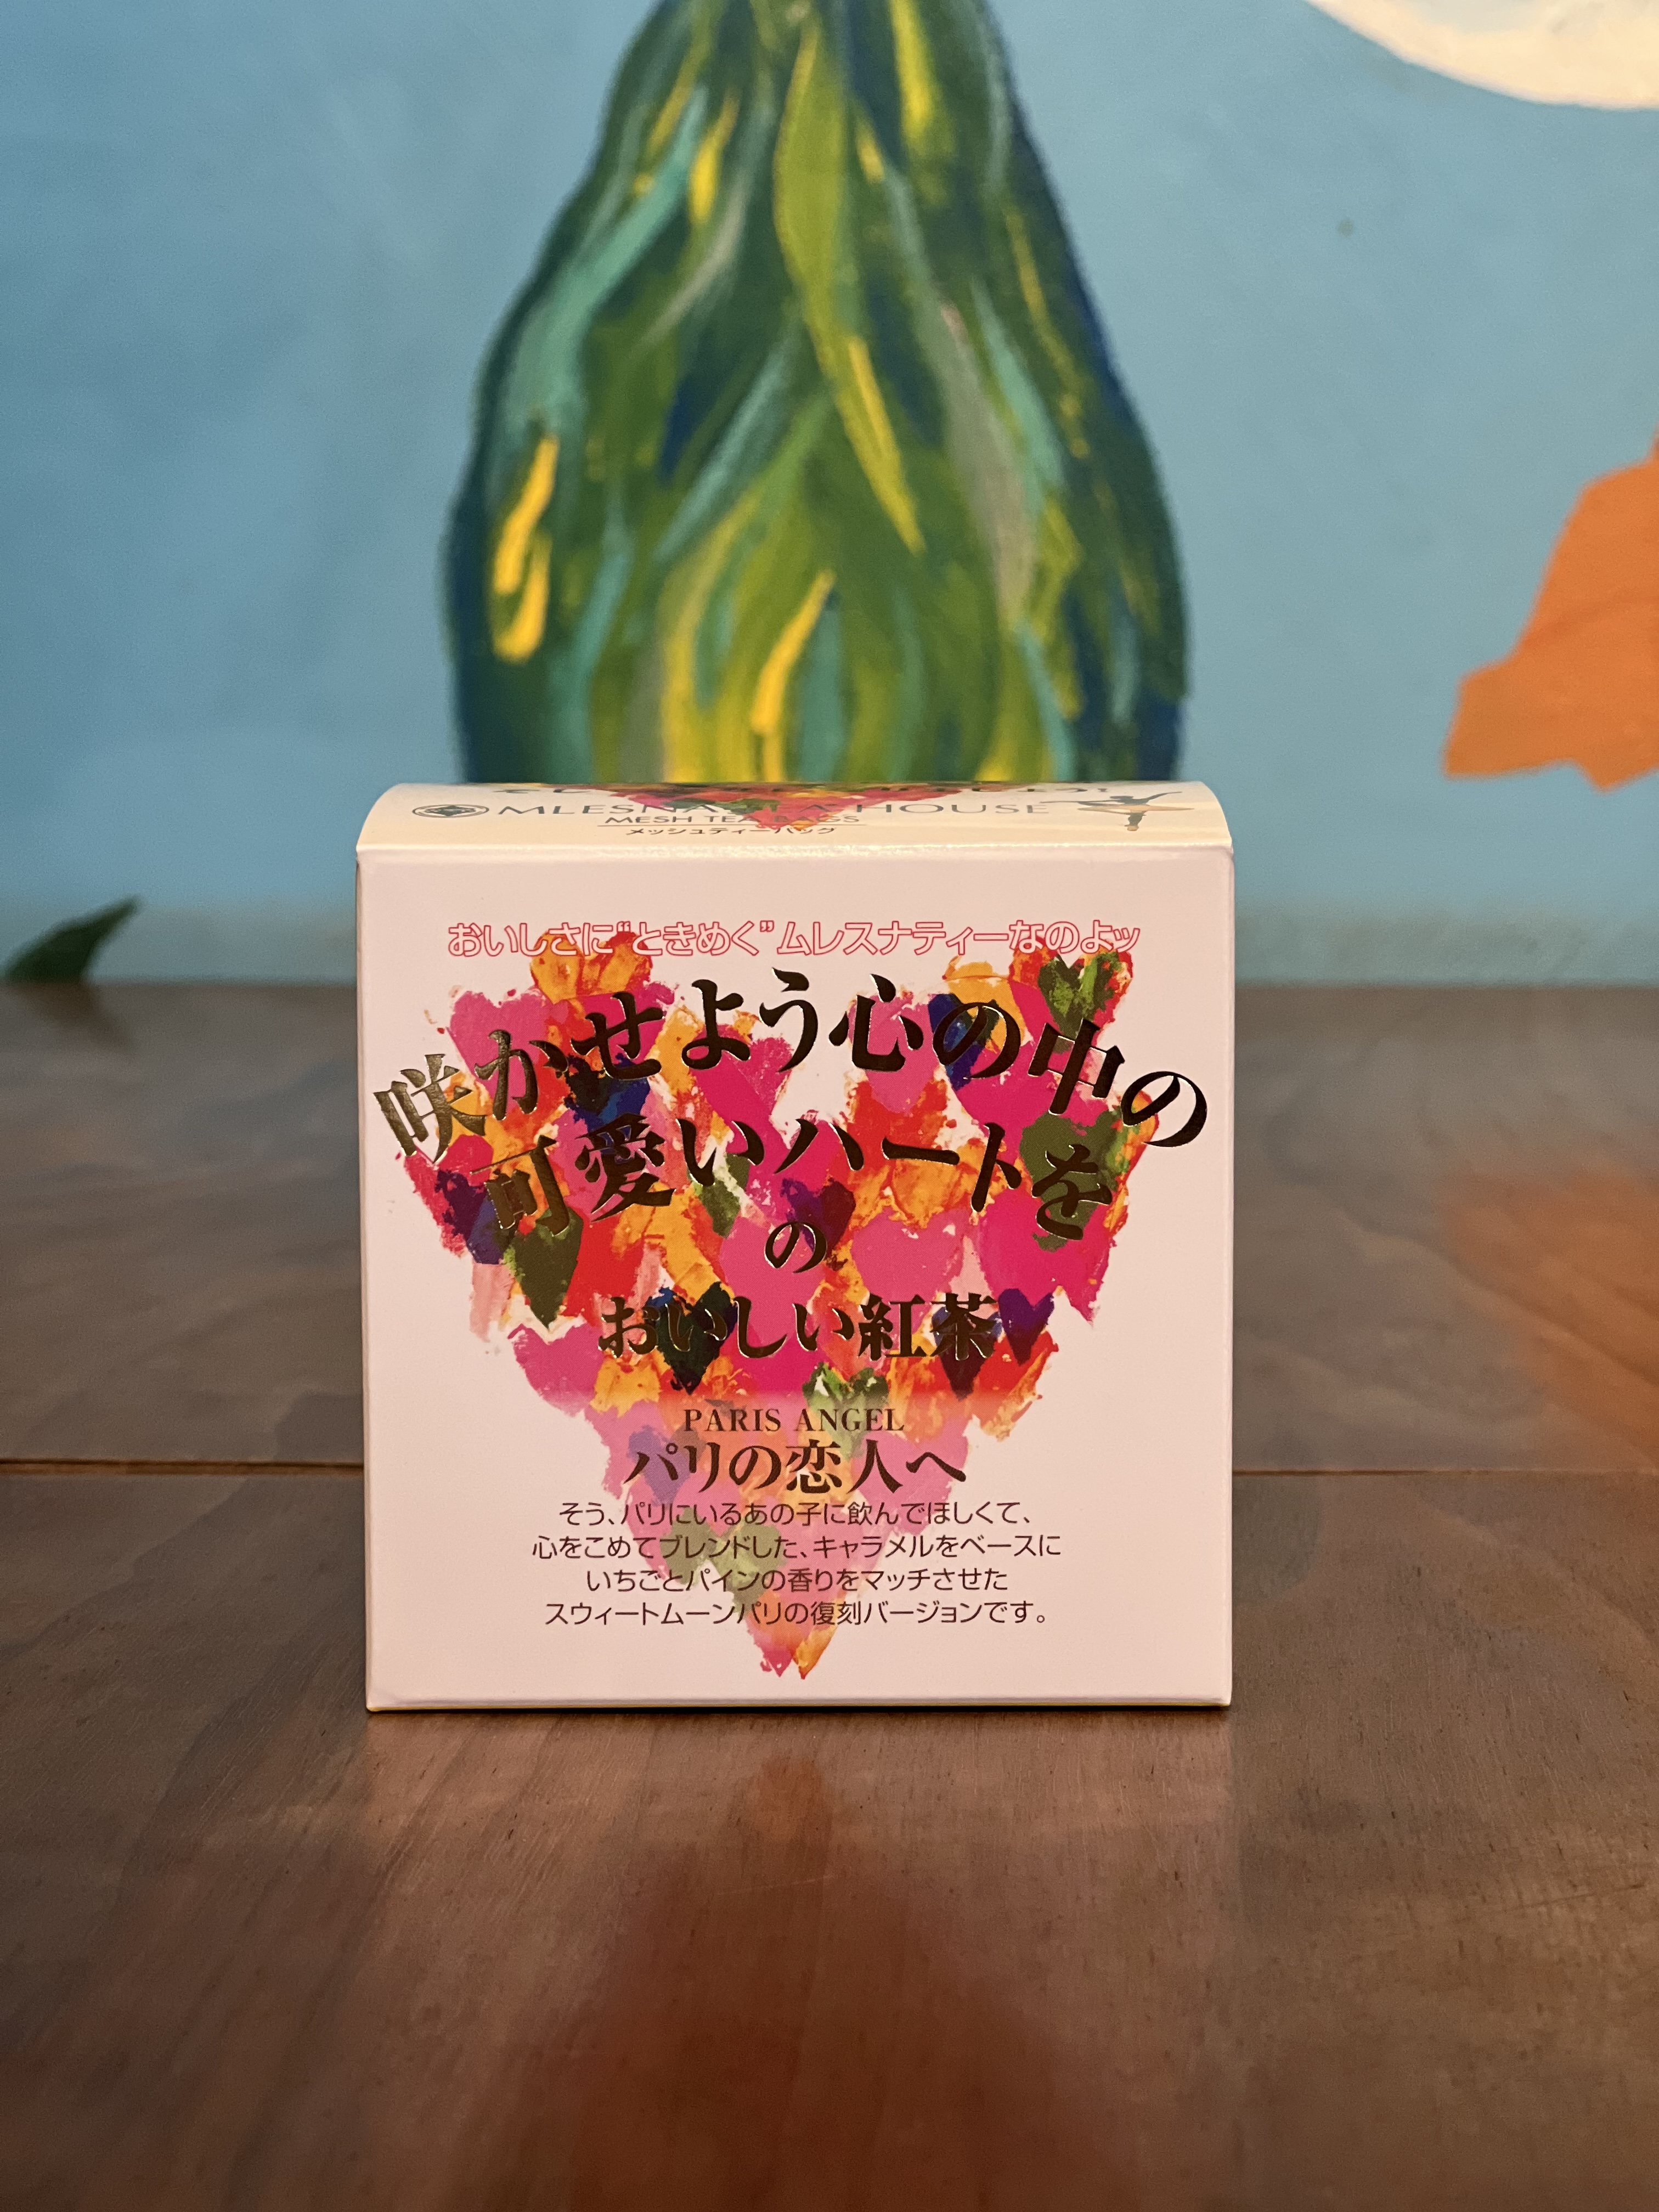 MLESNA TEA HOUSE
MESH TEA BAGS
メッシュティーバッグ
おいしさに“ときめく”ムレスナティーなのよッ
咲かせよう心の中の
可愛いハートを
の
おいしい紅茶
PARIS ANGEL
パリの恋人へ
そう、パリにいるあの子に飲んでほしくて、
心をこめてブレンドした、キャラメルをベースに
いちごとパインの香りをマッチさせた
スウィートムーンパリの復刻バージョンです。